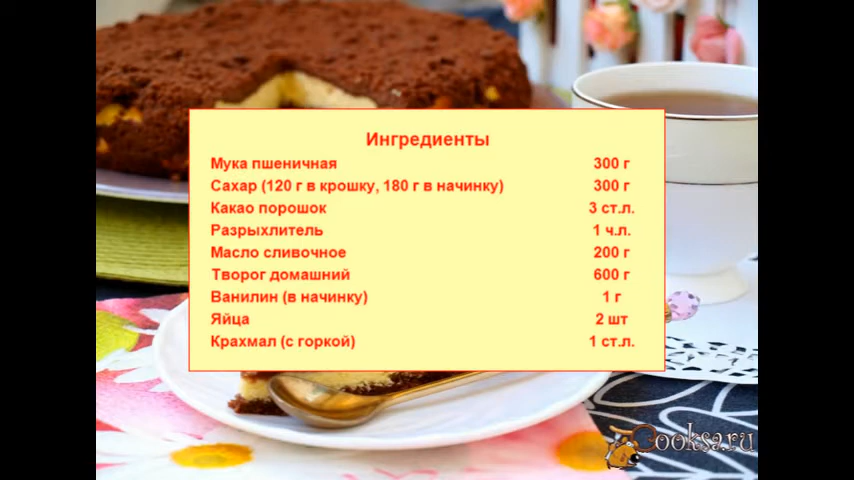 Ингредиенты
Мука пшеничная 300 г
Сахар (120 г в крошку, 180 г в начинку) 300 г
Какао порошок 3 ст.л.
Разрыхлитель 1 ч.л.
Масло сливочное 200 г
Творог домашний 600 г
Ванилин (в начинку) 1 г
Яйца 2 шт
Крахмал (с горкой) 1 ст.л.
Cooksa.ru